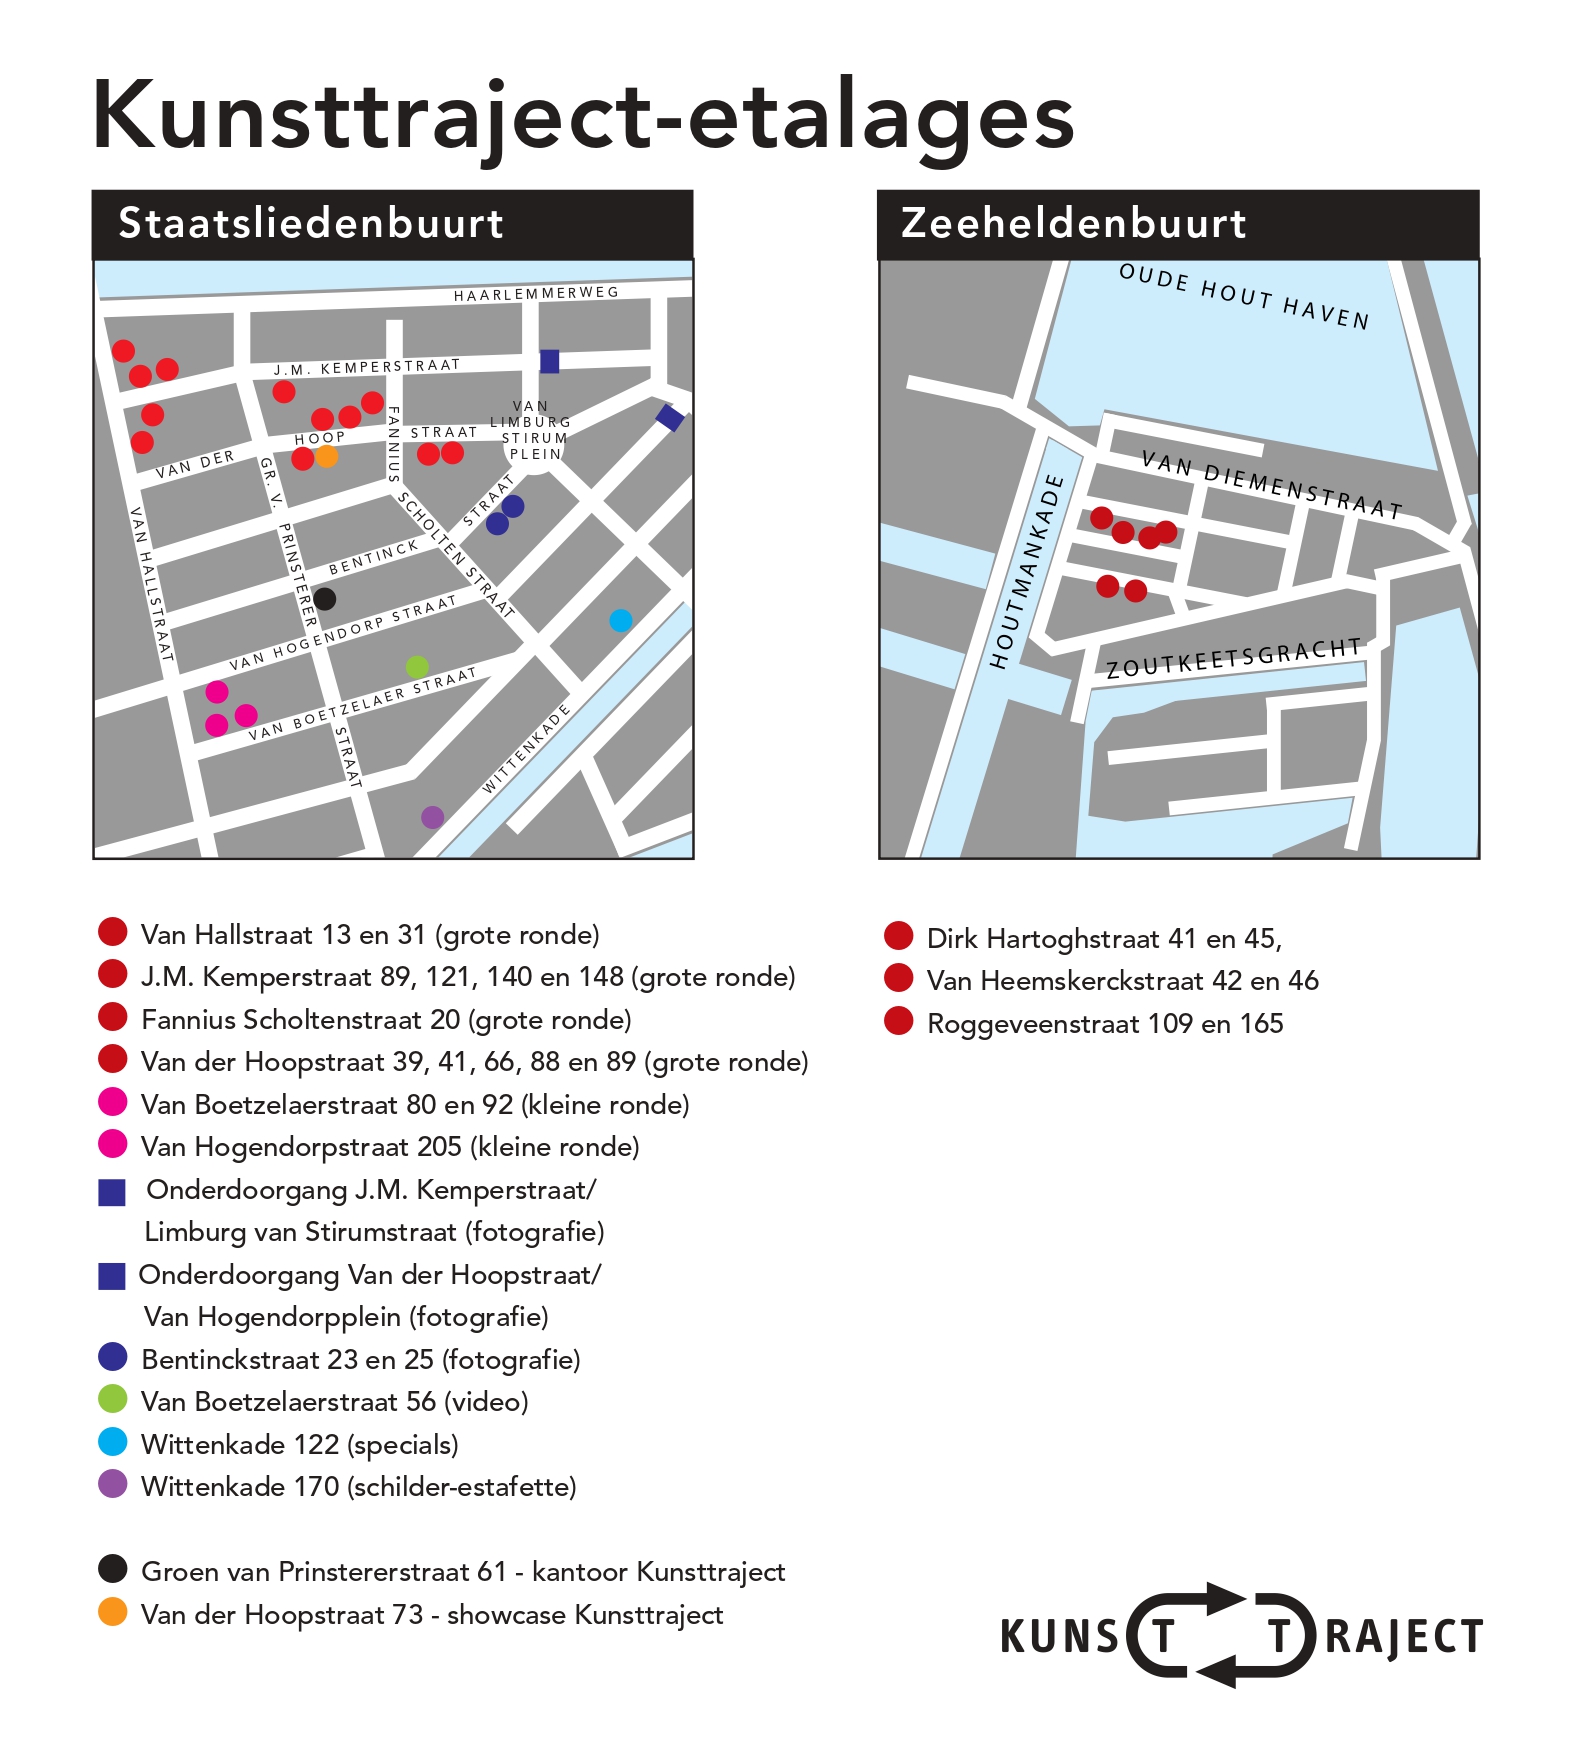 Kunsttraject-etalages
Staatsliedenbuurt
HAARLEMMERWEG
J.M. KEMPERSTRAAT
VAN
LIMBURG
STIRUM
PLEIN
FANNIUS SCHOLTEN STRAAT
VAN DER HOOP STRAAT
GR. V. PRINSTERER STRAAT
VAN HALLSTRAAT
BENTINCK STRAAT
VAN HOGENDORP STRAAT
VAN BOETZELAER STRAAT
WITTENKADE
Zeeheldenbuurt
OUDE HOUT HAVEN
VAN DIEMENSTRAAT
HOUTMANKADE
ZOUTKEETSGRACHT
Van Hallstraat 13 en 31 (grote ronde)
J.M. Kemperstraat 89, 121, 140 en 148 (grote ronde)
Fannius Scholtenstraat 20 (grote ronde)
Van der Hoopstraat 39, 41, 66, 88 en 89 (grote ronde)
Van Boetzelaerstraat 80 en 92 (kleine ronde)
Van Hogendorpstraat 205 (kleine ronde)
Onderdoorgang J.M. Kemperstraat/
Limburg van Stirumstraat (fotografie)
Onderdoorgang Van der Hoopstraat/
Van Hogendorpplein (fotografie)
Bentinckstraat 23 en 25 (fotografie)
Van Boetzelaerstraat 56 (video)
Wittenkade 122 (specials)
Wittenkade 170 (schilder-estafette)
Groen van Prinstererstraat 61 - kantoor Kunsttraject
Van der Hoopstraat 73 - showcase Kunsttraject
Dirk Hartoghstraat 41 en 45,
Van Heemskerckstraat 42 en 46
Roggeveenstraat 109 en 165
KUNSTTRAJECT